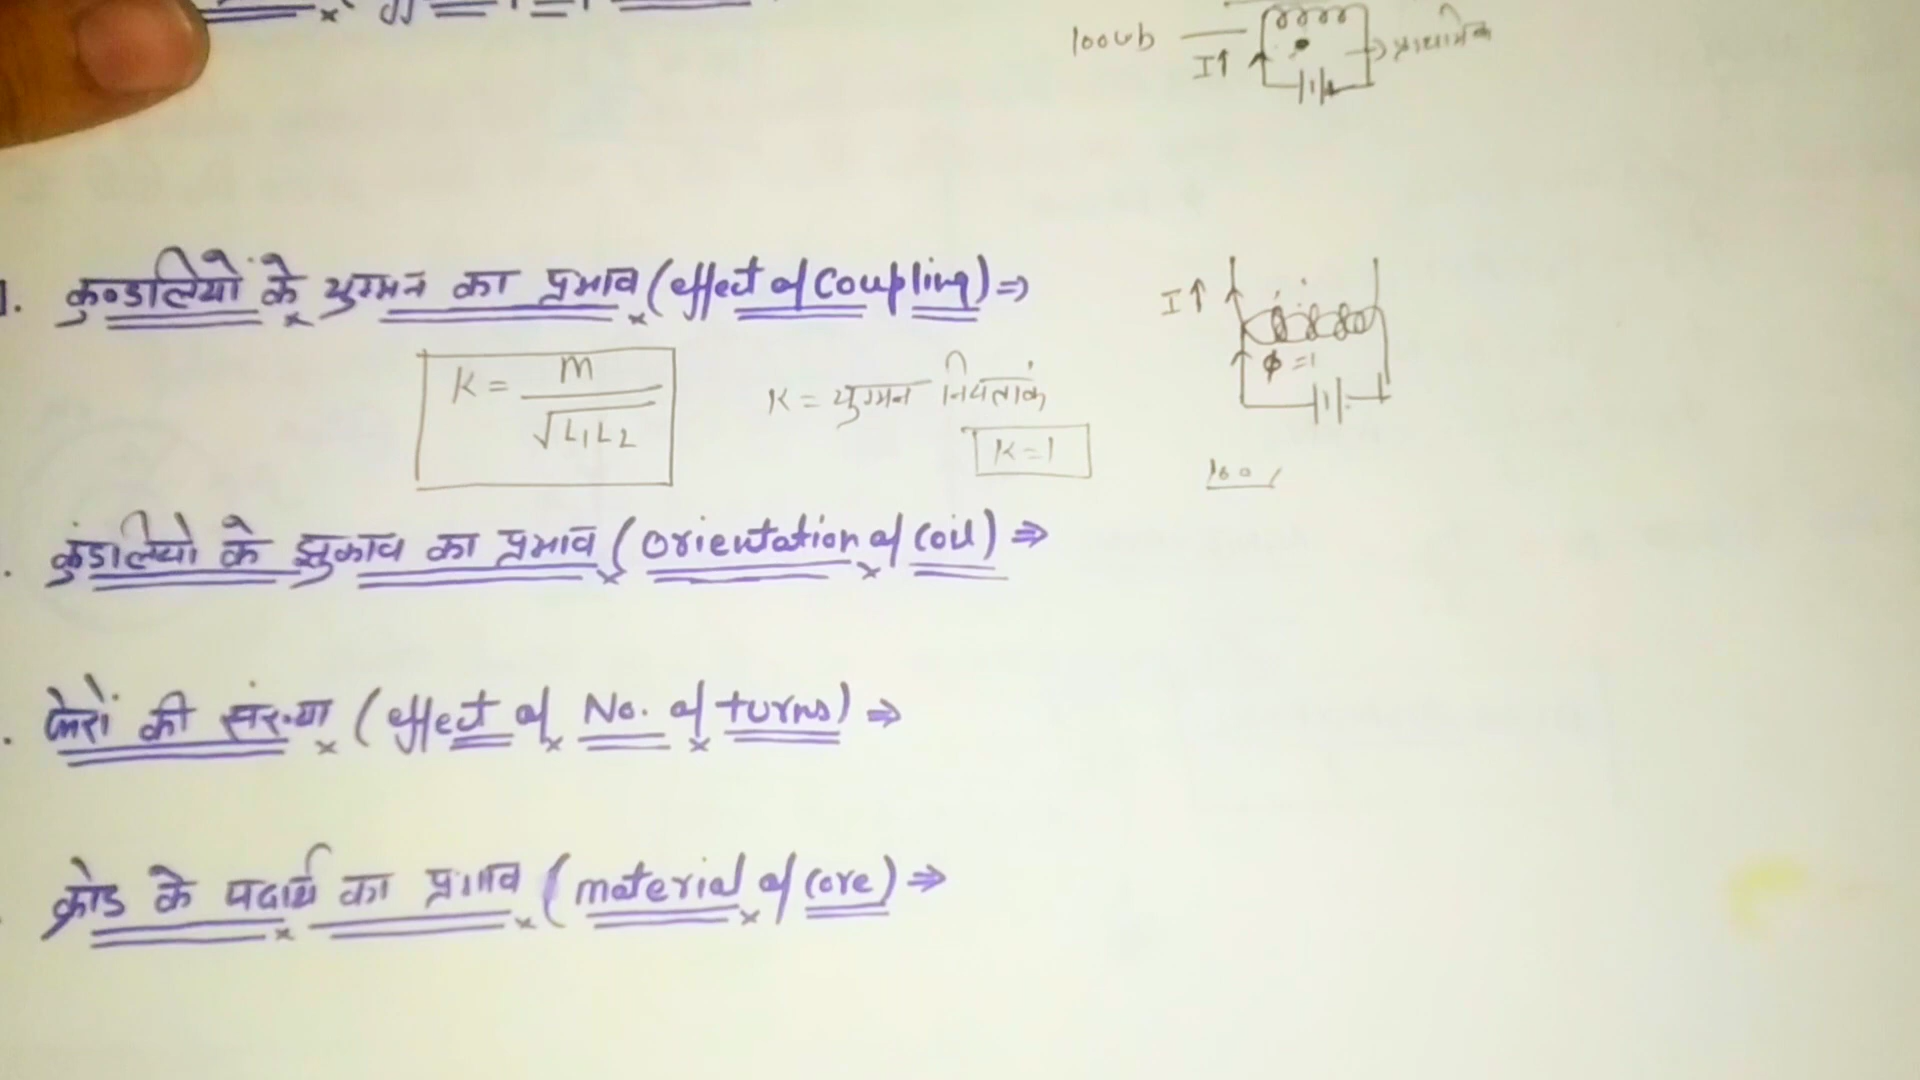 100wb
I↑
प्राथमिक
1. कुण्डलियों के युग्मन का प्रभाव (effect of coupling) ⇒
I↑
K = M / √L1L2
K = युग्मन नियतांक
ϕ = 1
K = 1
100%
कुंडलियो के झुकाव का प्रभाव (orientation of coil) ⇒
फेरों की संख्या (effect of No. of turns) ⇒
क्रोड के पदार्थ का प्रभाव (material of core) ⇒